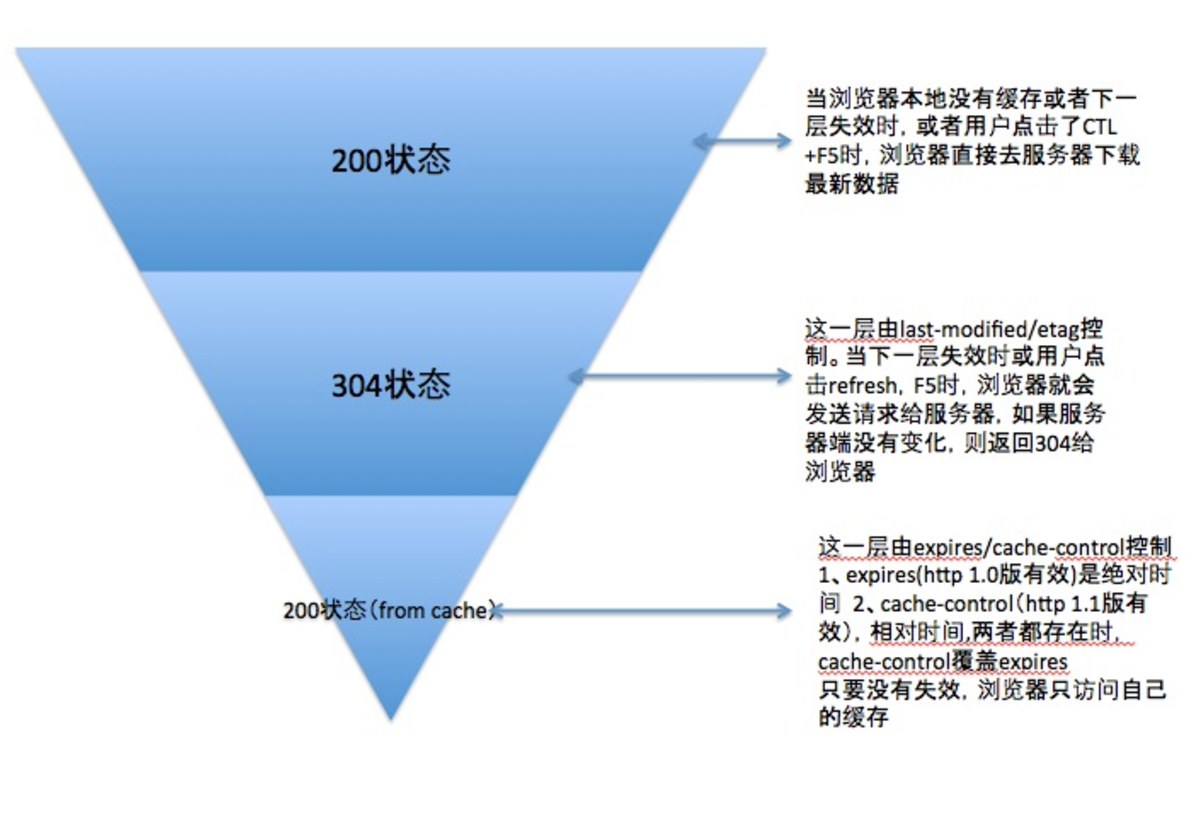 200状态
当浏览器本地没有缓存或者下一
层失效时，或者用户点击了CTL
+F5时，浏览器直接去服务器下载
最新数据
304状态
这一层由last-modified/etag控
制。当下一层失效时或用户点
击refresh，F5时，浏览器就会
发送请求给服务器，如果服务
器端没有变化，则返回304给
浏览器
200状态（from cache）
这一层由expires/cache-control控制
1、expires(http 1.0版有效)是绝对时
间 2、cache-control（http 1.1版有
效），相对时间,两者都存在时，
cache-control覆盖expires
只要没有失效，浏览器只访问自己
的缓存